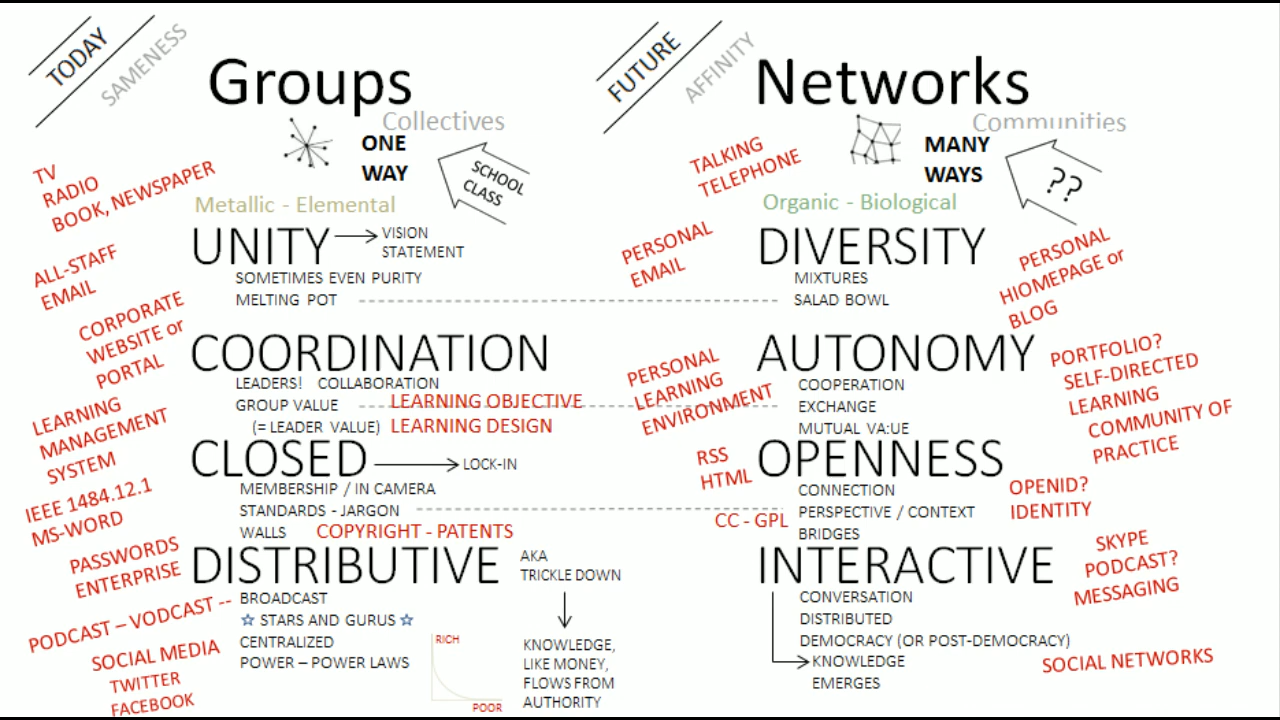 TODAY
SAMENESS
Groups
Collectives
ONE
WAY
SCHOOL
CLASS
TV
RADIO
BOOK, NEWSPAPER
Metallic - Elemental
UNITY
VISION
STATEMENT
SOMETIMES EVEN PURITY
MELTING POT
ALL-STAFF
EMAIL
CORPORATE
WEBSITE or
PORTAL
COORDINATION
LEADERS! COLLABORATION
GROUP VALUE
(= LEADER VALUE)
LEARNING OBJECTIVE
LEARNING DESIGN
LEARNING
MANAGEMENT
SYSTEM
CLOSED
LOCK-IN
MEMBERSHIP / IN CAMERA
STANDARDS - JARGON
WALLS
COPYRIGHT - PATENTS
IEEE 1484.12.1
MS-WORD
PASSWORDS
ENTERPRISE
DISTRIBUTIVE
AKA
TRICKLE DOWN
BROADCAST
☆ STARS AND GURUS ☆
CENTRALIZED
POWER – POWER LAWS
PODCAST – VODCAST --
SOCIAL MEDIA
TWITTER
FACEBOOK
RICH
POOR
KNOWLEDGE,
LIKE MONEY,
FLOWS FROM
AUTHORITY
FUTURE
AFFINITY
Networks
Communities
MANY
WAYS
??
TALKING
TELEPHONE
Organic - Biological
DIVERSITY
MIXTURES
SALAD BOWL
PERSONAL
EMAIL
PERSONAL
HOMEPAGE or
BLOG
AUTONOMY
COOPERATION
EXCHANGE
MUTUAL VA:UE
PERSONAL
LEARNING
ENVIRONMENT
PORTFOLIO?
SELF-DIRECTED
LEARNING
COMMUNITY OF
PRACTICE
OPENNESS
CONNECTION
PERSPECTIVE / CONTEXT
BRIDGES
RSS
HTML
CC - GPL
OPENID?
IDENTITY
INTERACTIVE
CONVERSATION
DISTRIBUTED
DEMOCRACY (OR POST-DEMOCRACY)
KNOWLEDGE
EMERGES
SKYPE
PODCAST?
MESSAGING
SOCIAL NETWORKS